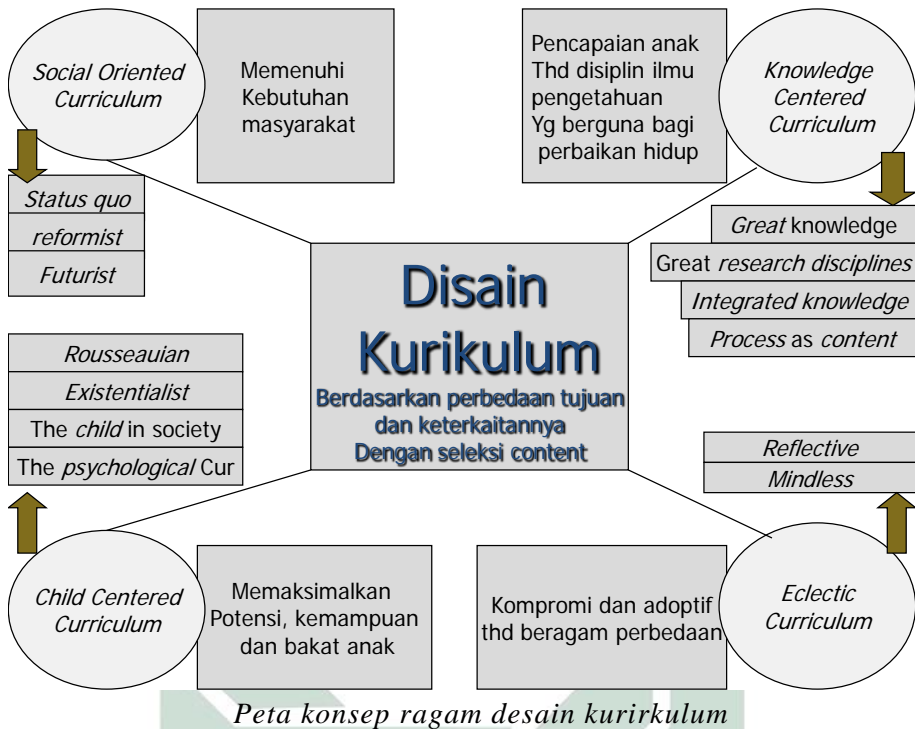 Social Oriented
Curriculum
Memenuhi
Kebutuhan
masyarakat
Status quo
reformist
Futurist
Pencapaian anak
Thd disiplin ilmu
pengetahuan
Yg berguna bagi
perbaikan hidup
Knowledge
Centered
Curriculum
Great knowledge
Great research disciplines
Integrated knowledge
Process as content
Disain
Kurikulum
Berdasarkan perbedaan tujuan
dan keterkaitannya
Dengan seleksi content
Rousseauian
Existentialist
The child in society
The psychological Cur
Child Centered
Curriculum
Memaksimalkan
Potensi, kemampuan
dan bakat anak
Reflective
Mindless
Kompromi dan adoptif
thd beragam perbedaan
Eclectic
Curriculum
Peta konsep ragam desain kurirkulum